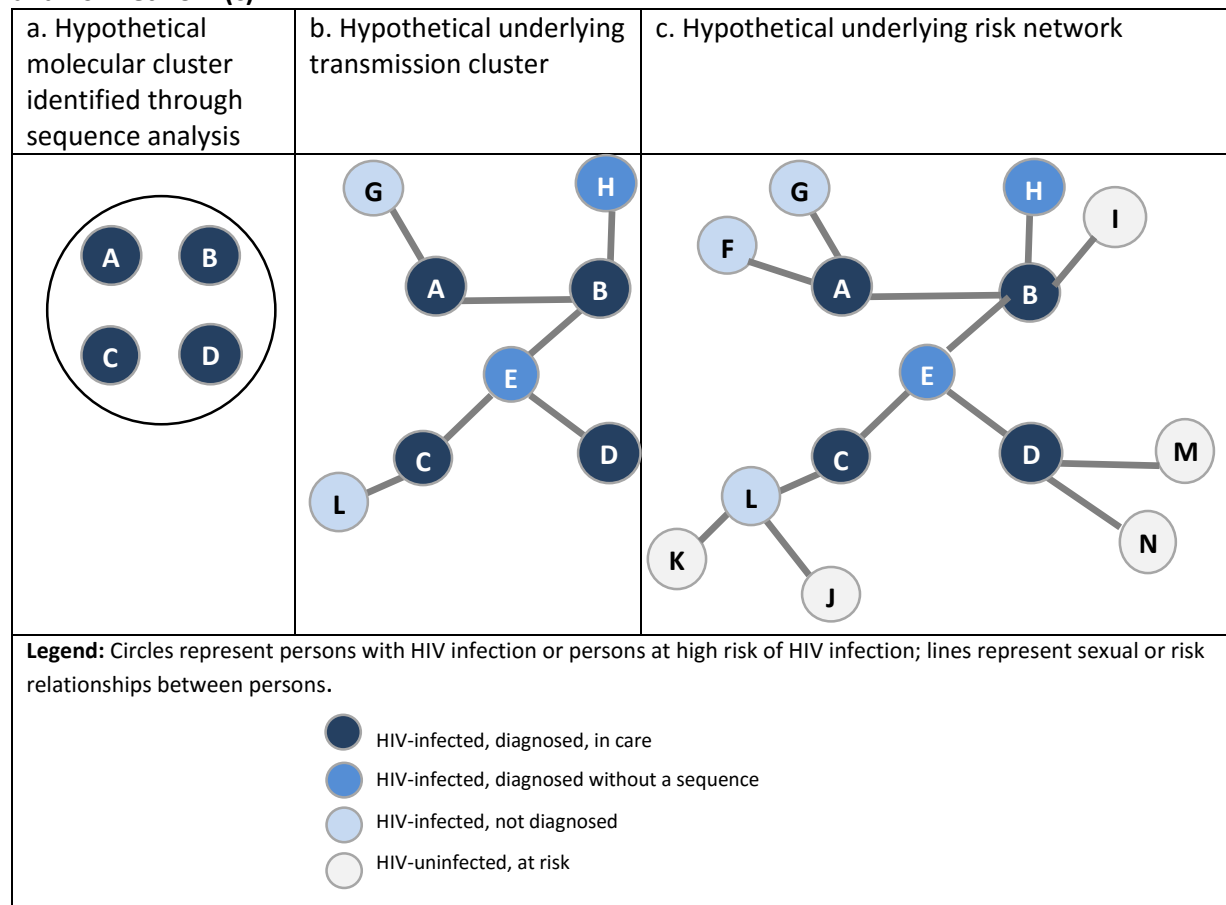 a. Hypothetical
molecular cluster
identified through
sequence analysis
b. Hypothetical underlying
transmission cluster
c. Hypothetical underlying risk network
A
B
C
D
G
H
A
B
E
C
D
L
G
H
I
F
A
B
E
C
D
M
L
N
K
J
Legend: Circles represent persons with HIV infection or persons at high risk of HIV infection; lines represent sexual or risk
relationships between persons.
HIV-infected, diagnosed, in care
HIV-infected, diagnosed without a sequence
HIV-infected, not diagnosed
HIV-uninfected, at risk